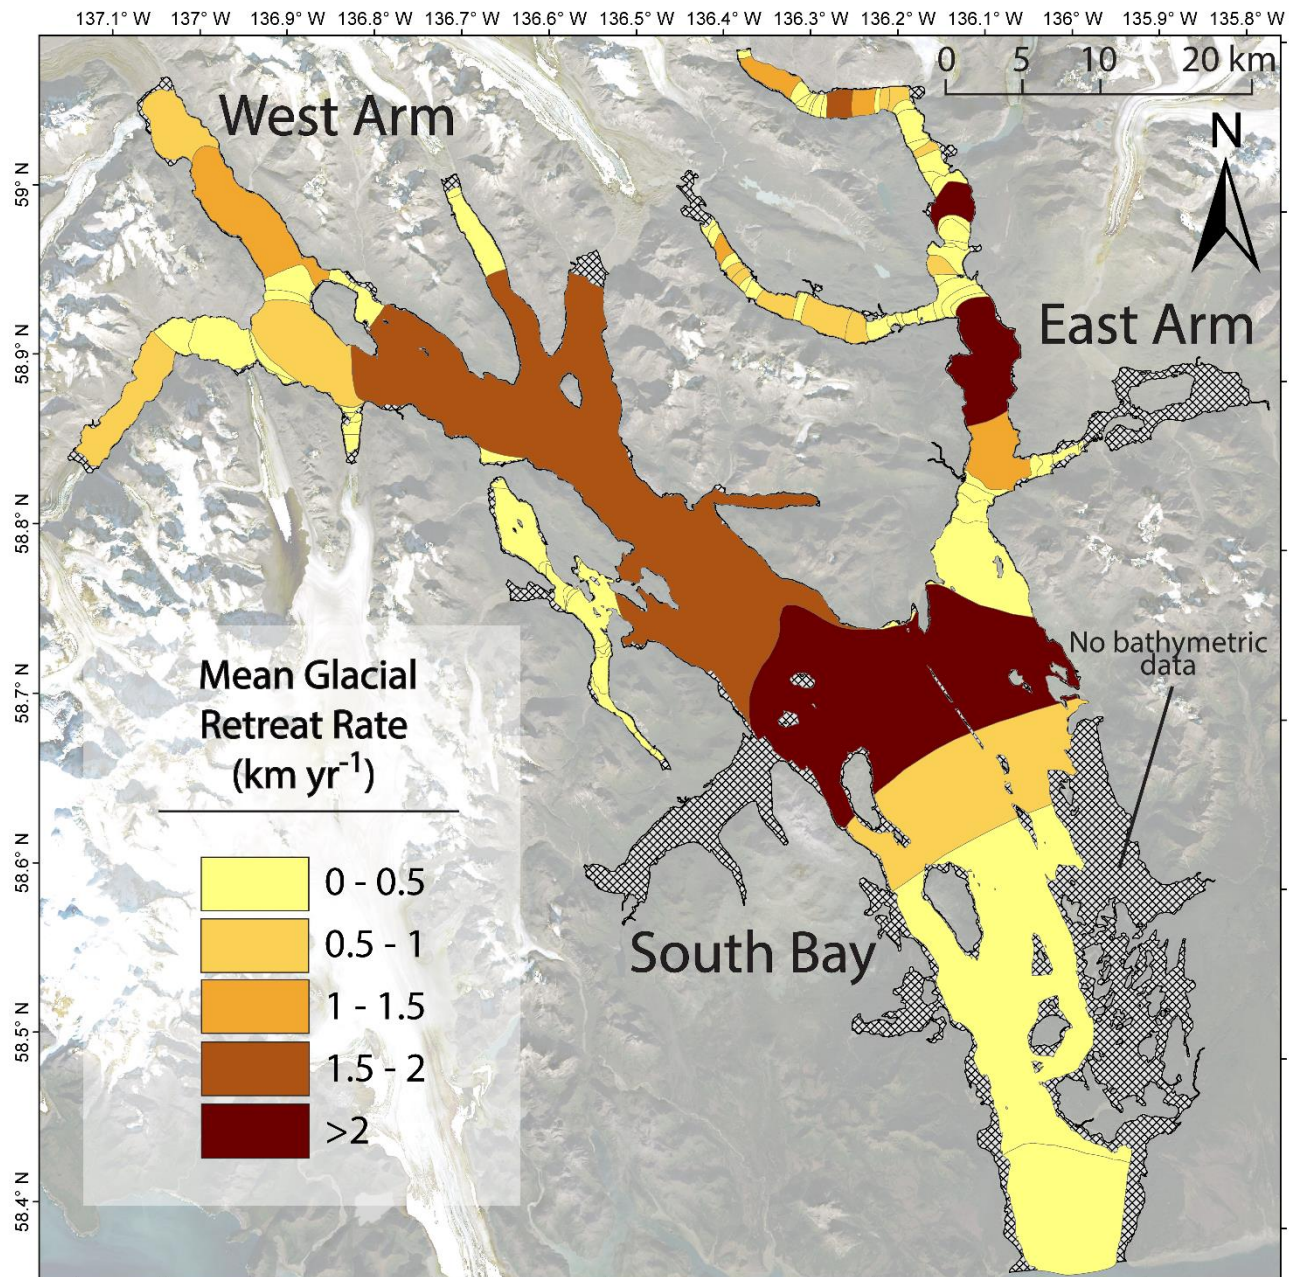 137.1° W 137° W 136.9° W 136.8° W 136.7° W 136.6° W 136.5° W 136.4° W 136.3° W 136.2° W 136.1° W 136° W 135.9° W 135.8° W
0 5 10 20 km
West Arm
N
59° N
East Arm
58.9° N
58.8° N
No bathymetric
data
Mean Glacial
Retreat Rate
(km yr⁻¹)
58.7° N
0 - 0.5
0.5 - 1
1 - 1.5
1.5 - 2
>2
58.6° N
South Bay
58.5° N
58.4° N